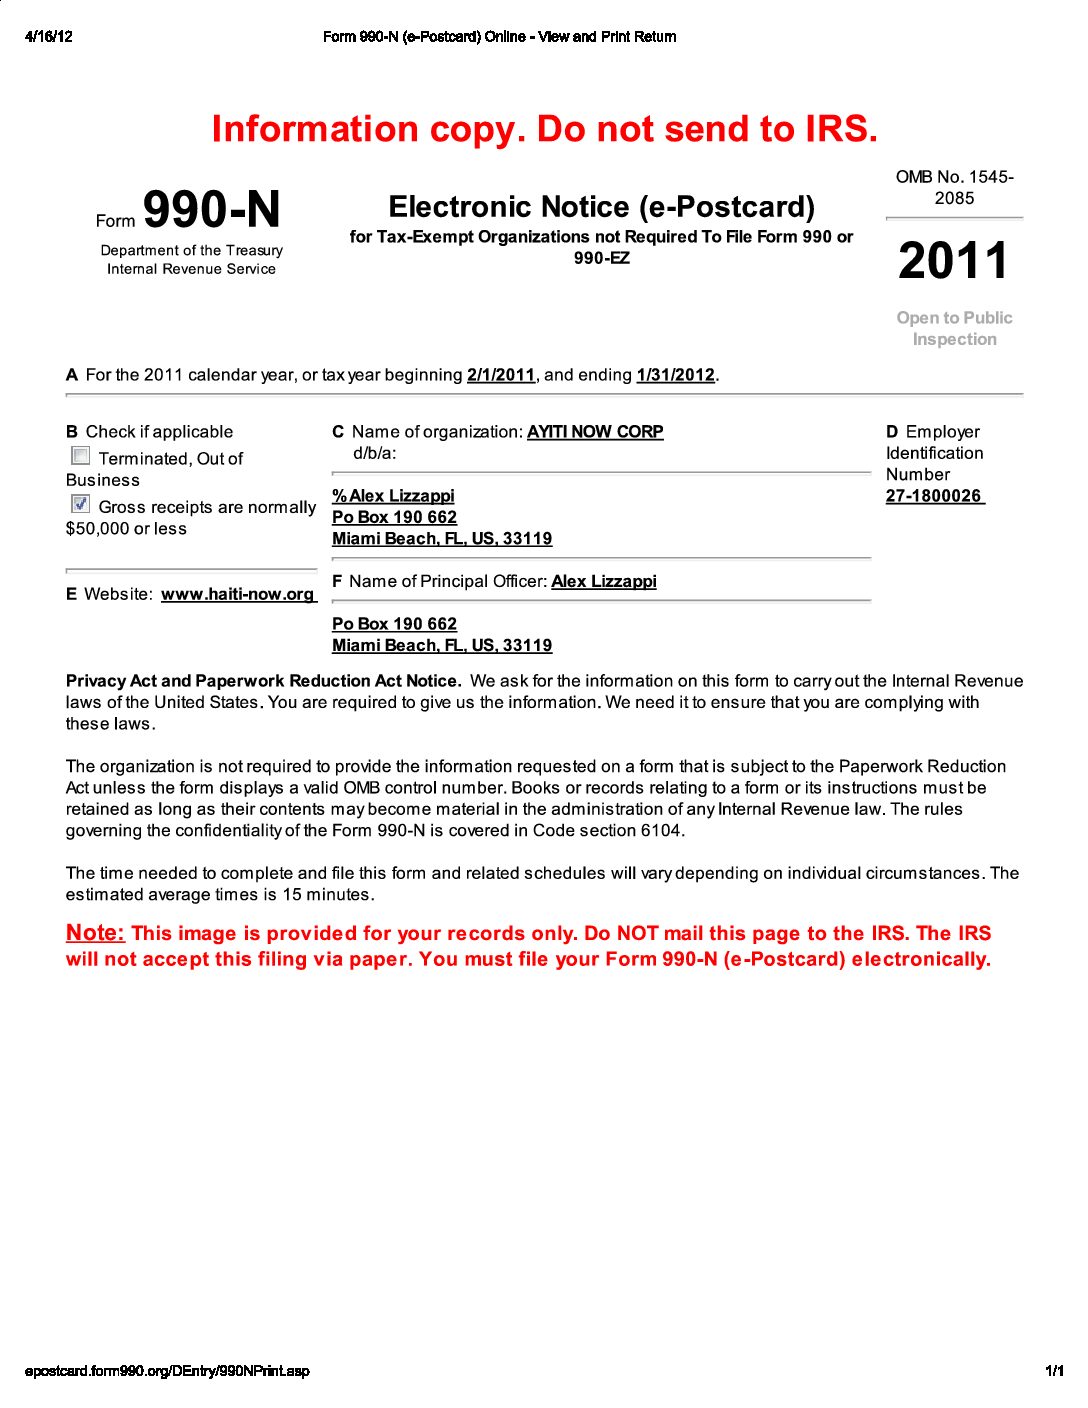 4/16/12 Form 990-N (e-Postcard) Online - View and Print Return
Information copy. Do not send to IRS.
Form 990-N
Department of the Treasury
Internal Revenue Service
Electronic Notice (e-Postcard)
for Tax-Exempt Organizations not Required To File Form 990 or
990-EZ
OMB No. 1545-
2085
2011
Open to Public
Inspection
A For the 2011 calendar year, or tax year beginning 2/1/2011, and ending 1/31/2012.
B Check if applicable
Terminated, Out of
Business
Gross receipts are normally
$50,000 or less
E Website: www.haiti-now.org
C Name of organization: AYITI NOW CORP
d/b/a:
% Alex Lizzappi
Po Box 190 662
Miami Beach, FL, US, 33119
F Name of Principal Officer: Alex Lizzappi
Po Box 190 662
Miami Beach, FL, US, 33119
D Employer
Identification
Number
27-1800026
Privacy Act and Paperwork Reduction Act Notice. We ask for the information on this form to carry out the Internal Revenue
laws of the United States. You are required to give us the information. We need it to ensure that you are complying with
these laws.
The organization is not required to provide the information requested on a form that is subject to the Paperwork Reduction
Act unless the form displays a valid OMB control number. Books or records relating to a form or its instructions must be
retained as long as their contents may become material in the administration of any Internal Revenue law. The rules
governing the confidentiality of the Form 990-N is covered in Code section 6104.
The time needed to complete and file this form and related schedules will vary depending on individual circumstances. The
estimated average times is 15 minutes.
Note: This image is provided for your records only. Do NOT mail this page to the IRS. The IRS
will not accept this filing via paper. You must file your Form 990-N (e-Postcard) electronically.
epostcard.form990.org/DEntry/990NPrint.asp 1/1